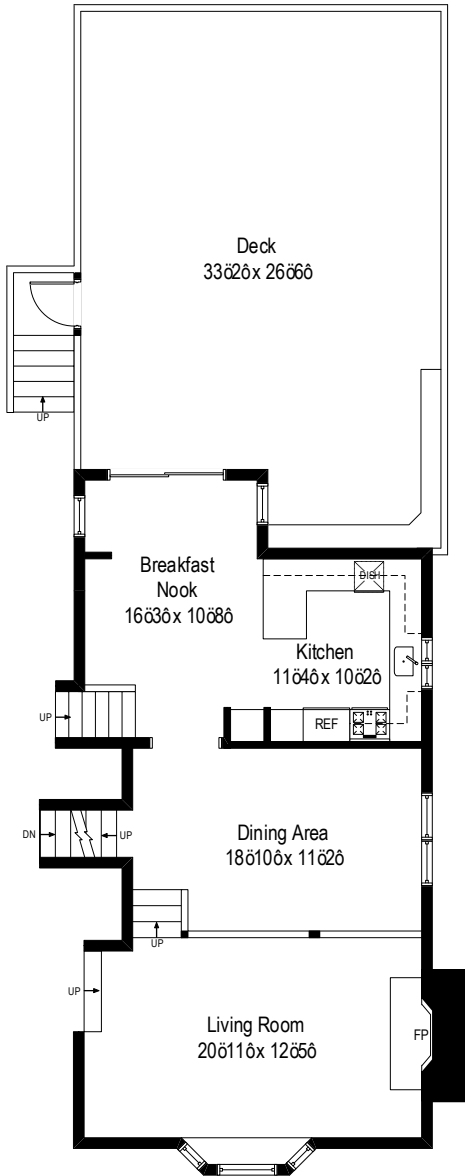 Deck
33ö2ôx 26ö6ô
UP
DISH
Breakfast
Nook
16ö3ôx 10ö8ô
Kitchen
11ö4ôx 10ö2ô
UP
REF
DN
UP
Dining Area
18ö10ôx 11ö2ô
UP
UP
Living Room
20ö11ôx 12ö5ô
FP